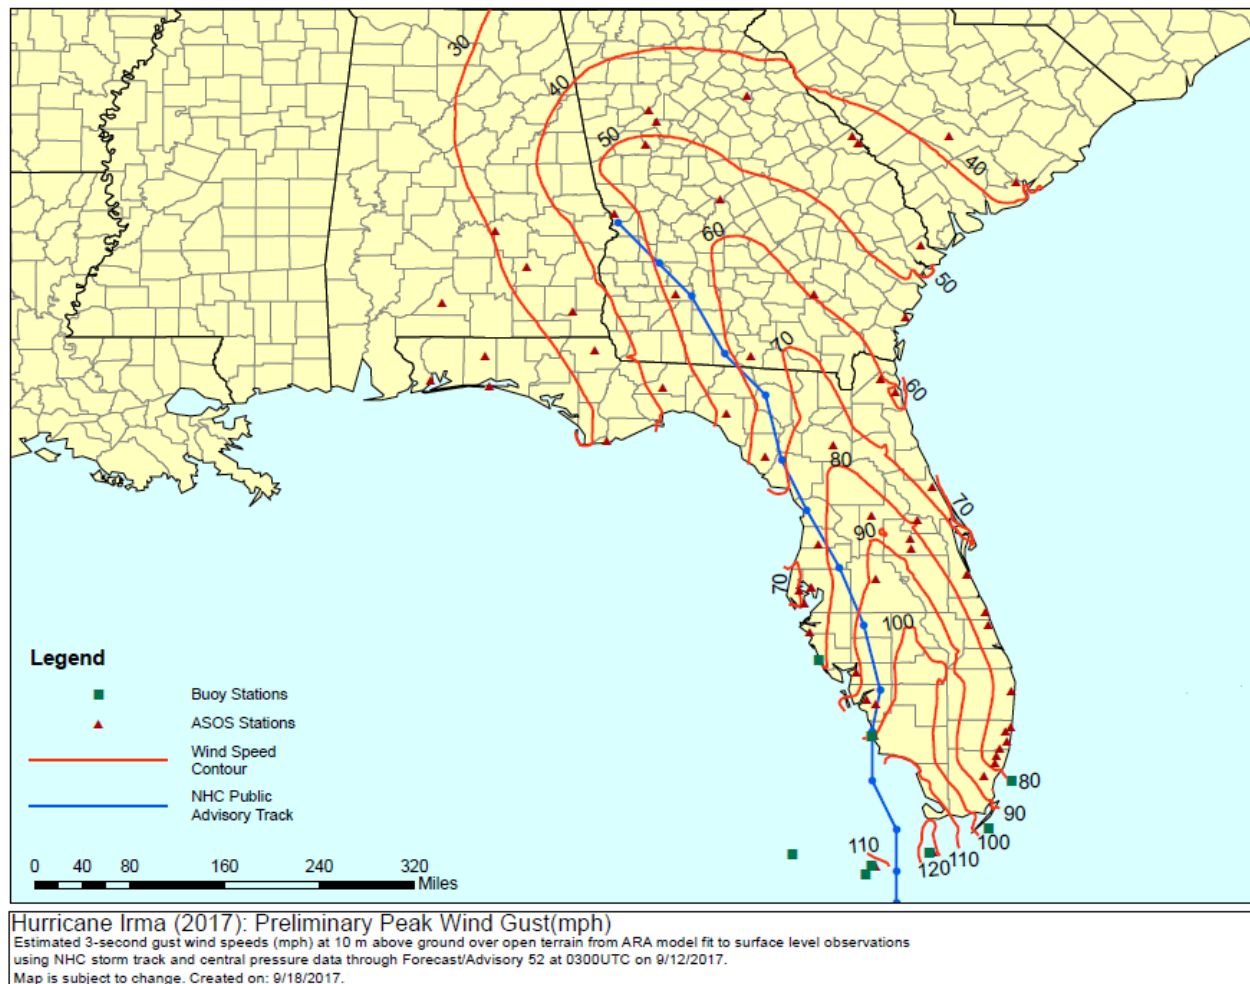 30
40
50
40
60
50
70
60
80
70
90
70
100
80
90
100
110
110
120
Legend
Buoy Stations
ASOS Stations
Wind Speed
Contour
NHC Public
Advisory Track
0 40 80 160 240 320
Miles
Hurricane Irma (2017): Preliminary Peak Wind Gust(mph)
Estimated 3-second gust wind speeds (mph) at 10 m above ground over open terrain from ARA model fit to surface level observations
using NHC storm track and central pressure data through Forecast/Advisory 52 at 0300UTC on 9/12/2017.
Map is subject to change. Created on: 9/18/2017.